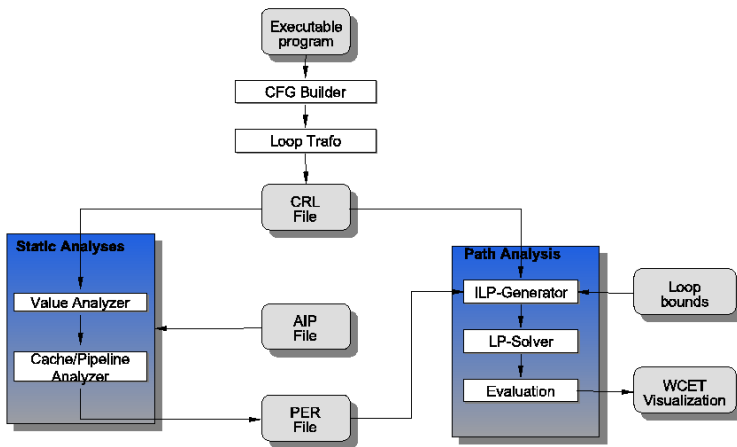 Executable
program
CFG Builder
Loop Trafo
CRL
File
Static Analyses
Path Analysis
Value Analyzer
ILP-Generator
Loop
bounds
AIP
File
LP-Solver
Cache/Pipeline
Analyzer
Evaluation
WCET
Visualization
PER
File